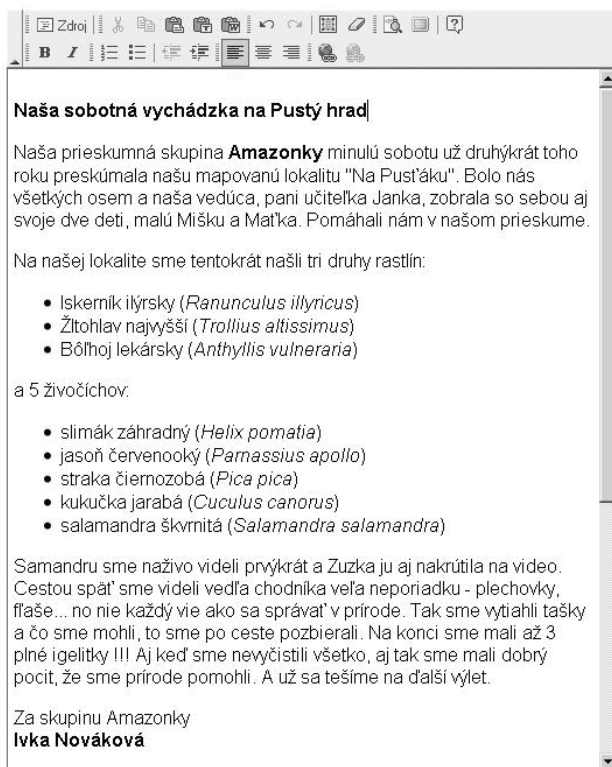 Zdroj
B I
Naša sobotná vychádzka na Pustý hrad
Naša prieskumná skupina Amazonky minulú sobotu už druhýkrát toho
roku preskúmala našu mapovanú lokalitu "Na Pusťáku". Bolo nás
všetkých osem a naša vedúca, pani učiteľka Janka, zobrala so sebou aj
svoje dve deti, malú Mišku a Maťka. Pomáhali nám v našom prieskume.
Na našej lokalite sme tentokrát našli tri druhy rastlín:
• Iskerník ilýrsky (Ranunculus illyricus)
• Žltohlav najvyšší (Trollius altissimus)
• Bôľhoj lekársky (Anthyllis vulneraria)
a 5 živočíchov:
• slimák záhradný (Helix pomatia)
• jasoň červenooký (Parnassius apollo)
• straka čiernozobá (Pica pica)
• kukučka jarabá (Cuculus canorus)
• salamandra škvrnitá (Salamandra salamandra)
Samandru sme naživo videli prvýkrát a Zuzka ju aj nakrútila na video.
Cestou späť sme videli vedľa chodníka veľa neporiadku - plechovky,
fľaše... no nie každý vie ako sa správať v prírode. Tak sme vytiahli tašky
a čo sme mohli, to sme po ceste pozbierali. Na konci sme mali až 3
plné igelitky !!! Aj keď sme nevyčistili všetko, aj tak sme mali dobrý
pocit, že sme prírode pomohli. A už sa tešíme na ďalší výlet.
Za skupinu Amazonky
Ivka Nováková